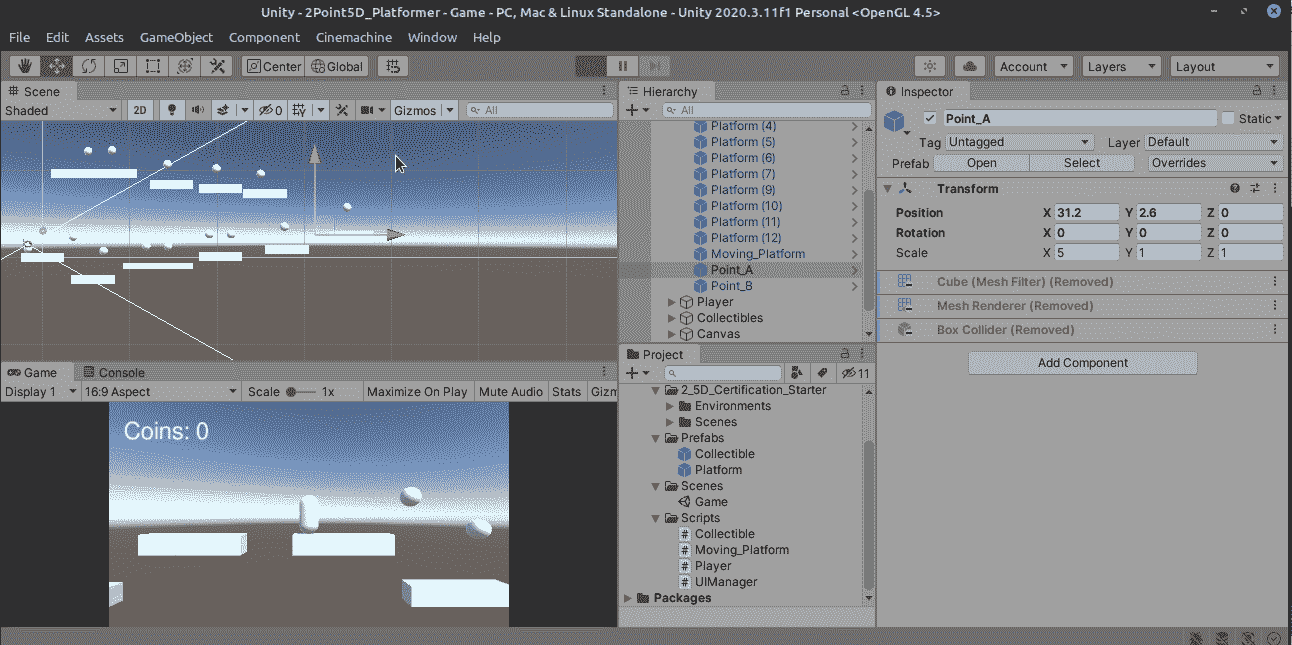 Unity - 2Point5D_Platformer - Game - PC, Mac & Linux Standalone - Unity 2020.3.11f1 Personal <OpenGL 4.5>
File Edit Assets GameObject Component Cinemachine Window Help
Center Global Account Layers Layout
Scene
Shaded 2D 0 Gizmos All
Hierarchy
All
Platform (4)
Platform (5)
Platform (6)
Platform (7)
Platform (9)
Platform (10)
Platform (11)
Platform (12)
Moving_Platform
Point_A
Point_B
Player
Collectibles
Canvas
Project
11
2_5D_Certification_Starter
Environments
Scenes
Prefabs
Collectible
Platform
Scenes
Game
Scripts
Collectible
Moving_Platform
Player
UIManager
Packages
Inspector
Point_A Static
Tag Untagged Layer Default
Prefab Open Select Overrides
Transform
Position X 31.2 Y 2.6 Z 0
Rotation X 0 Y 0 Z 0
Scale X 5 Y 1 Z 1
Cube (Mesh Filter) (Removed)
Mesh Renderer (Removed)
Box Collider (Removed)
Add Component
Game Console
Display 1 16:9 Aspect Scale 1x Maximize On Play Mute Audio Stats Gizm
Coins: 0